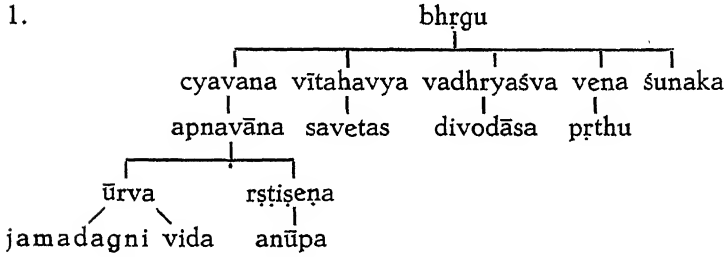 1.
bhṛgu
cyavana vītahavya vadhryaśva vena śunaka
apnavāna savetas divodāsa pṛthu
ūrva ṛṣṭiṣeṇa
jamadagni vida anūpa